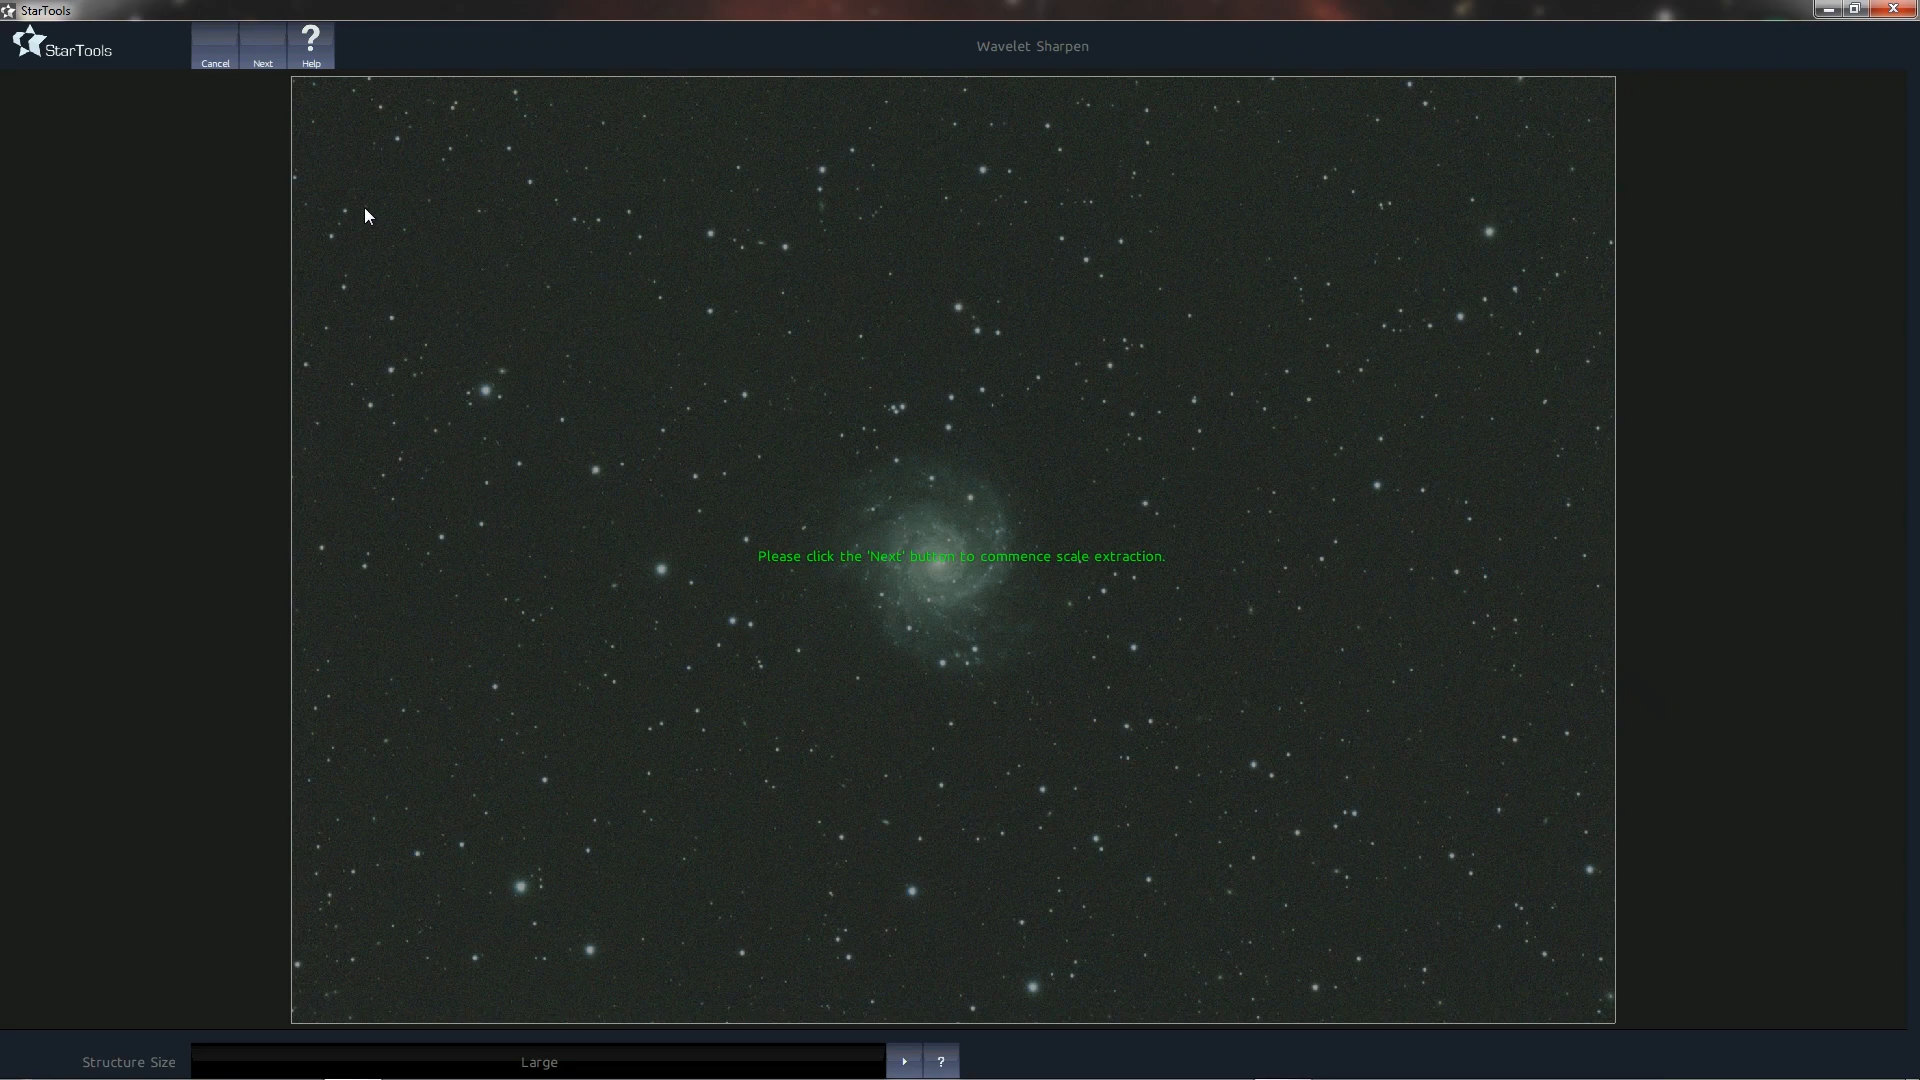 StarTools
StarTools
Cancel
Next
?
Help
Wavelet Sharpen
Please click the 'Next' button to commence scale extraction.
Structure Size
Large
?